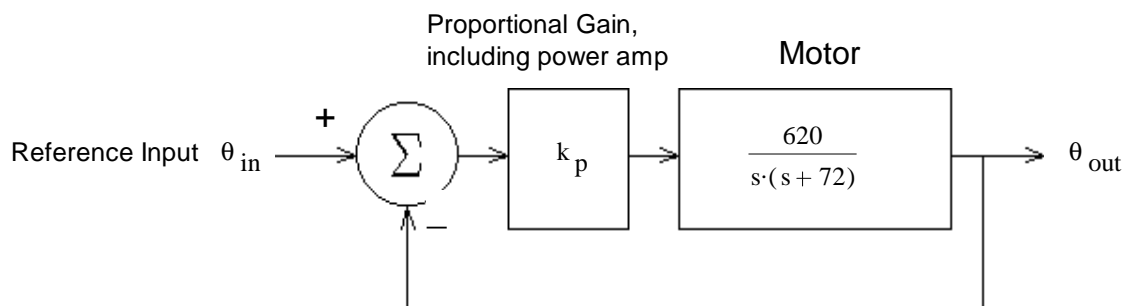 Proportional Gain,
including power amp
Motor
+
Reference Input θ in
Σ
k p
620
s·(s + 72)
θ out
–